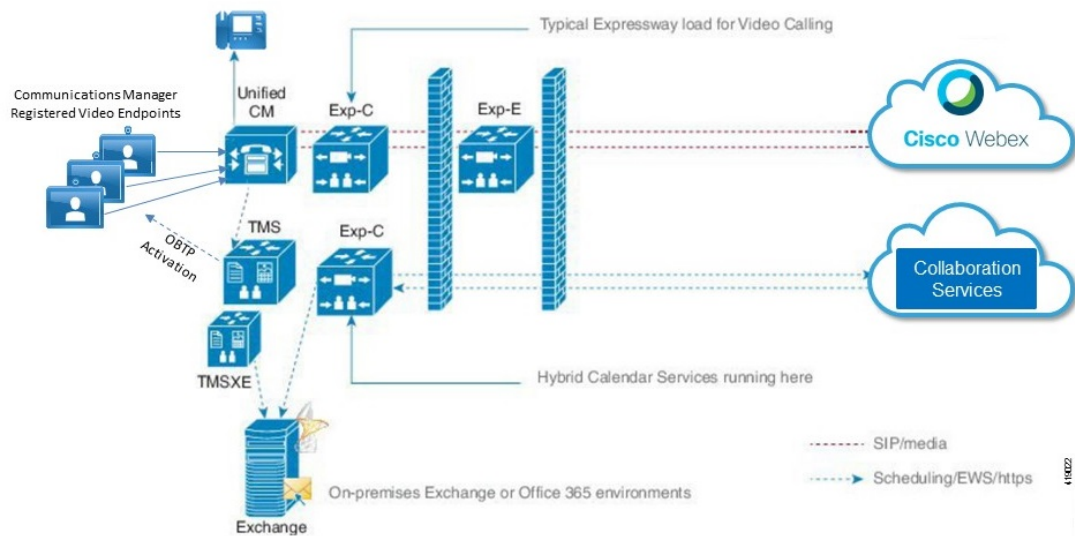 Typical Expressway load for Video Calling
Communications Manager
Registered Video Endpoints
Unified
CM
Exp-C
Exp-E
Cisco Webex
OBTP
Activation
TMS
Exp-C
Collaboration
Services
TMSXE
Hybrid Calendar Services running here
SIP/media
Scheduling/EWS/https
On-premises Exchange or Office 365 environments
Exchange
419022